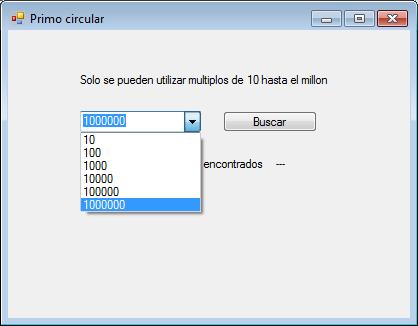 Primo circular
Solo se pueden utilizar multiplos de 10 hasta el millon
1000000
Buscar
10
100
1000
10000
100000
1000000
encontrados ---